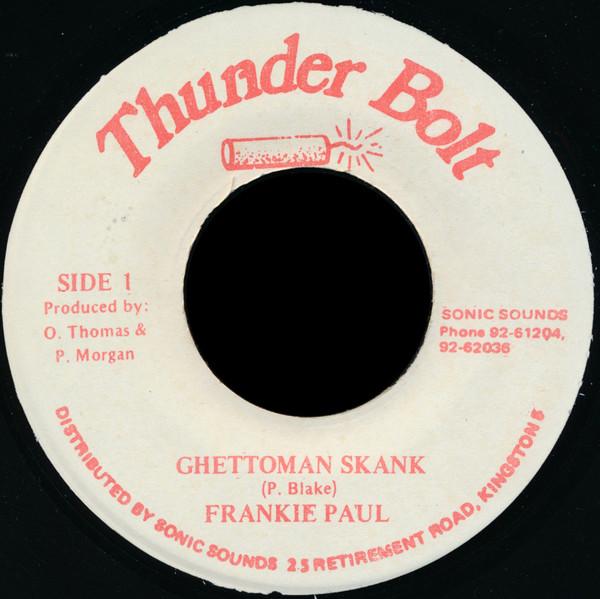 Thunder Bolt
SIDE 1
Produced by:
O. Thomas &
P. Morgan
SONIC SOUNDS
Phone 92-61204,
92-62036
GHETTOMAN SKANK
(P. Blake)
FRANKIE PAUL
DISTRIBUTED BY SONIC SOUNDS 25 RETIREMENT ROAD, KINGSTON 5